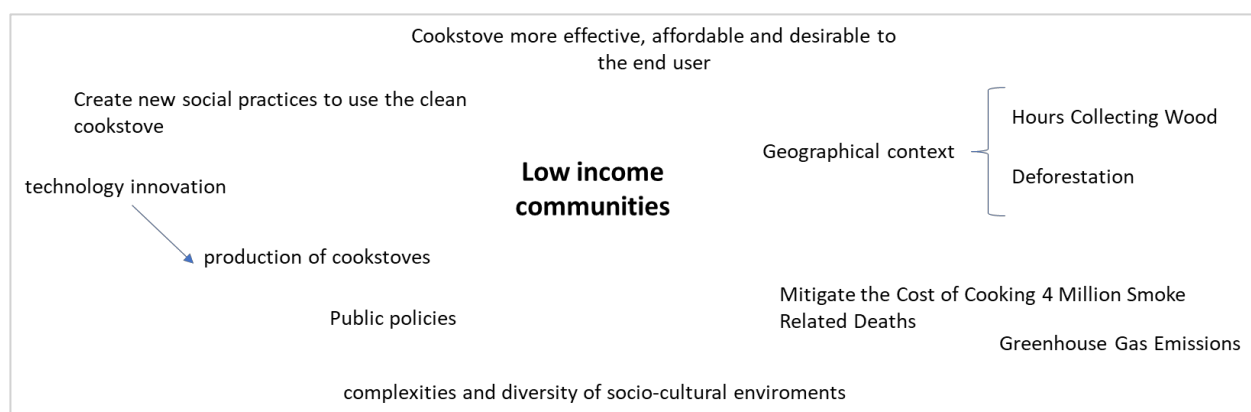 Cookstove more effective, affordable and desirable to
the end user
Create new social practices to use the clean
cookstove
Hours Collecting Wood
Geographical context
Low income
communities
Deforestation
technology innovation
production of cookstoves
Mitigate the Cost of Cooking 4 Million Smoke
Related Deaths
Public policies
Greenhouse Gas Emissions
complexities and diversity of socio-cultural enviroments